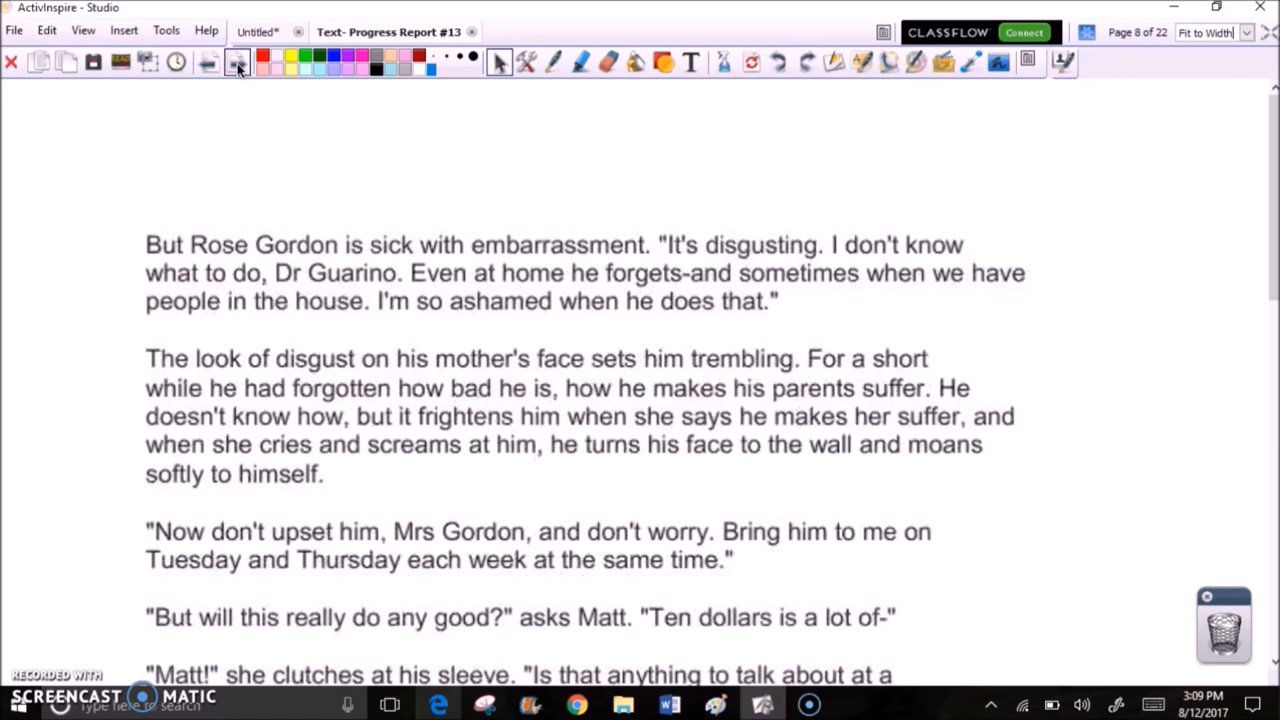 ActivInspire - Studio
File Edit View Insert Tools Help Untitled* Text- Progress Report #13 CLASSFLOW Connect Page 8 of 22 Fit to Width
But Rose Gordon is sick with embarrassment. "It's disgusting. I don't know
what to do, Dr Guarino. Even at home he forgets-and sometimes when we have
people in the house. I'm so ashamed when he does that."
The look of disgust on his mother's face sets him trembling. For a short
while he had forgotten how bad he is, how he makes his parents suffer. He
doesn't know how, but it frightens him when she says he makes her suffer, and
when she cries and screams at him, he turns his face to the wall and moans
softly to himself.
"Now don't upset him, Mrs Gordon, and don't worry. Bring him to me on
Tuesday and Thursday each week at the same time."
"But will this really do any good?" asks Matt. "Ten dollars is a lot of-"
"Matt!" she clutches at his sleeve. "Is that anything to talk about at a
RECORDED WITH
SCREENCAST MATIC
Type here to search
3:09 PM
8/12/2017